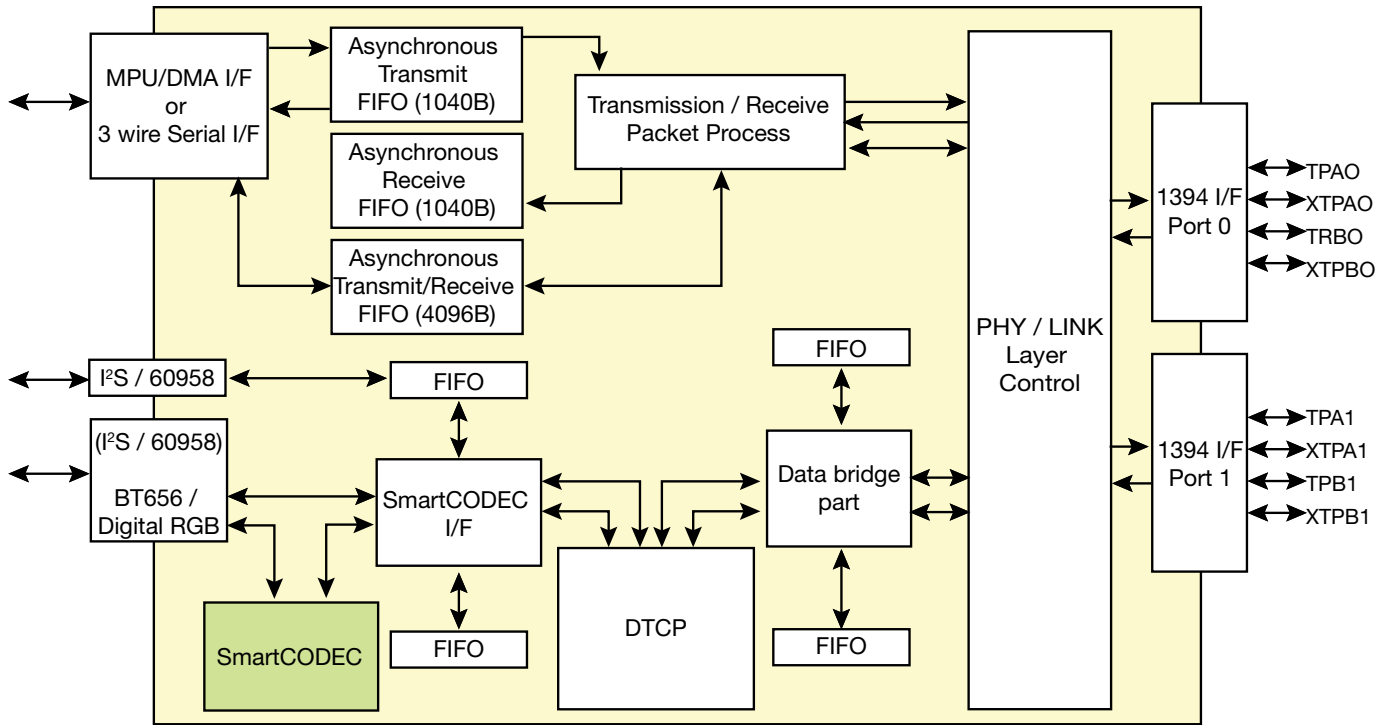 MPU/DMA I/F
or
3 wire Serial I/F
Asynchronous
Transmit
FIFO (1040B)
Asynchronous
Receive
FIFO (1040B)
Asynchronous
Transmit/Receive
FIFO (4096B)
Transmission / Receive
Packet Process
PHY / LINK
Layer
Control
1394 I/F
Port 0
TPAO
XTPAO
TRBO
XTPBO
1394 I/F
Port 1
TPA1
XTPA1
TPB1
XTPB1
I²S / 60958
FIFO
(I²S / 60958)
BT656 /
Digital RGB
SmartCODEC
I/F
FIFO
SmartCODEC
DTCP
FIFO
Data bridge
part
FIFO